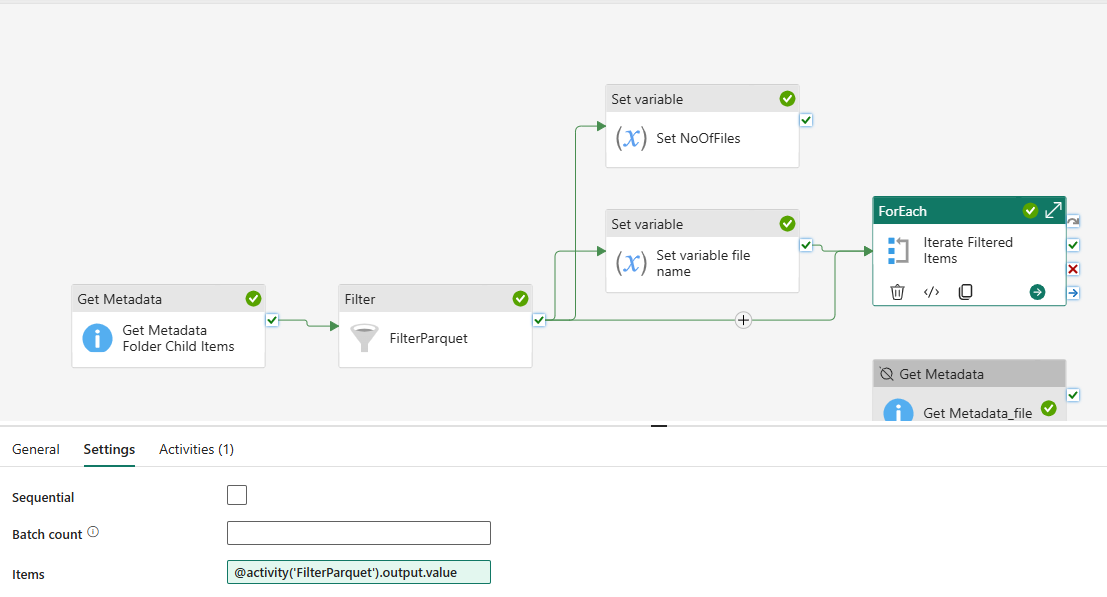 Set variable
(x) Set NoOfFiles
Set variable
(x) Set variable file
name
ForEach
Iterate Filtered
Items
</>
Get Metadata
Get Metadata
Folder Child Items
Filter
FilterParquet
Get Metadata
Get Metadata_file
General
Settings
Activities (1)
Sequential
Batch count
Items
@activity('FilterParquet').output.value